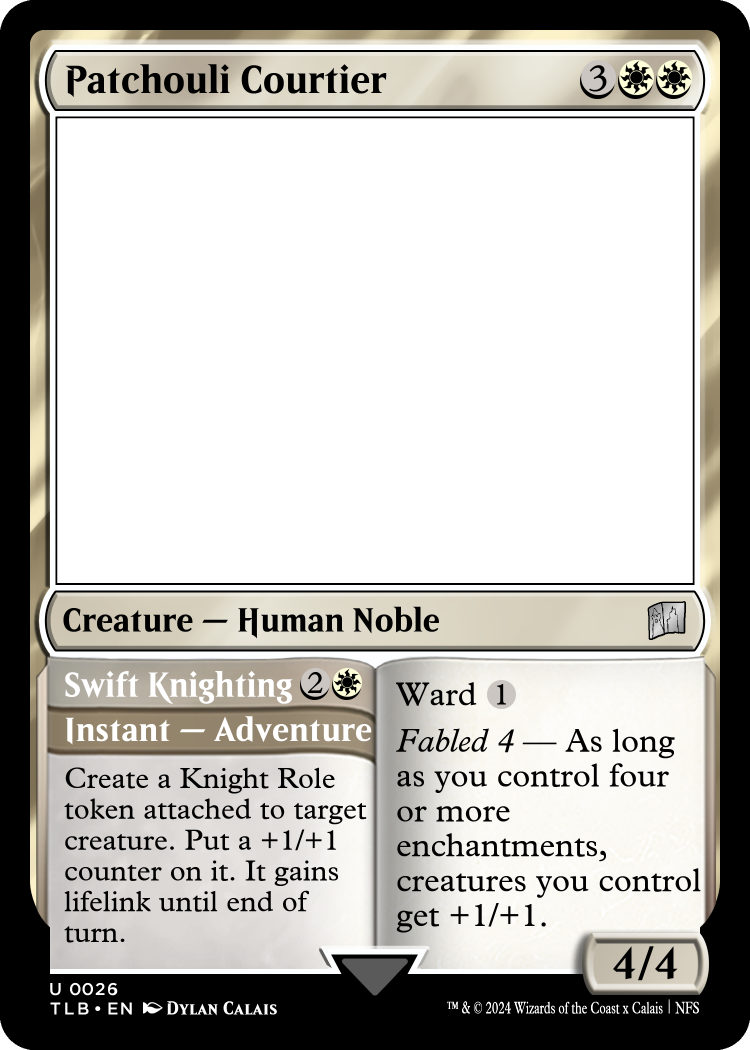 Patchouli Courtier 3
Creature — Human Noble
Swift Knighting 2
Instant — Adventure
Create a Knight Role
token attached to target
creature. Put a +1/+1
counter on it. It gains
lifelink until end of
turn.
Ward 1
Fabled 4 — As long
as you control four
or more
enchantments,
creatures you control
get +1/+1.
4/4
U 0026
TLB • EN DYLAN CALAIS
™ & © 2024 Wizards of the Coast x Calais | NFS